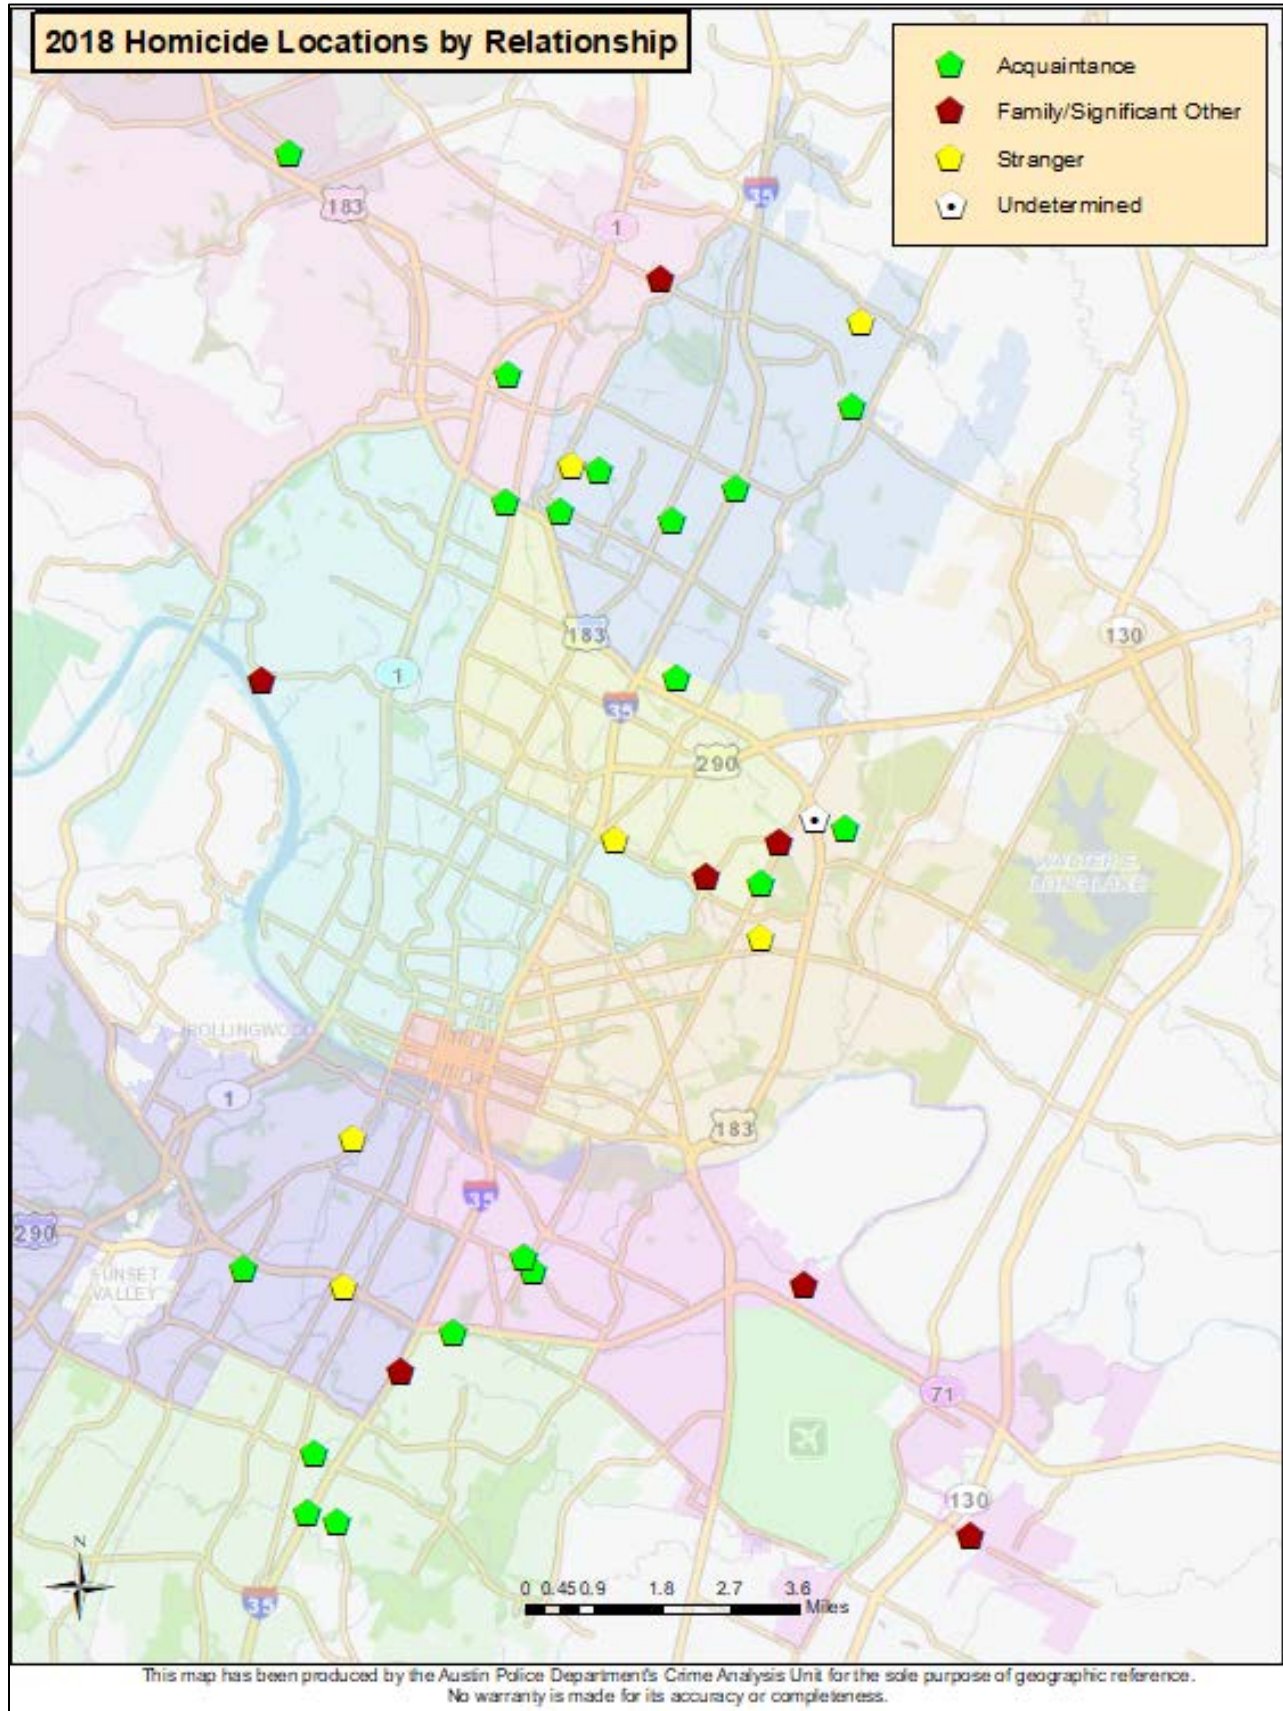 2018 Homicide Locations by Relationship
Acquaintance
Family/Significant Other
Stranger
Undetermined
183
1
35
183
130
1
35
290
WALTER E.
LONG LAKE
ROLLINGWOOD
1
183
35
290
SUNSET
VALLEY
71
130
N
35
0 0.45 0.9 1.8 2.7 3.6
Miles
This map has been produced by the Austin Police Department's Crime Analysis Unit for the sole purpose of geographic reference.
No warranty is made for its accuracy or completeness.